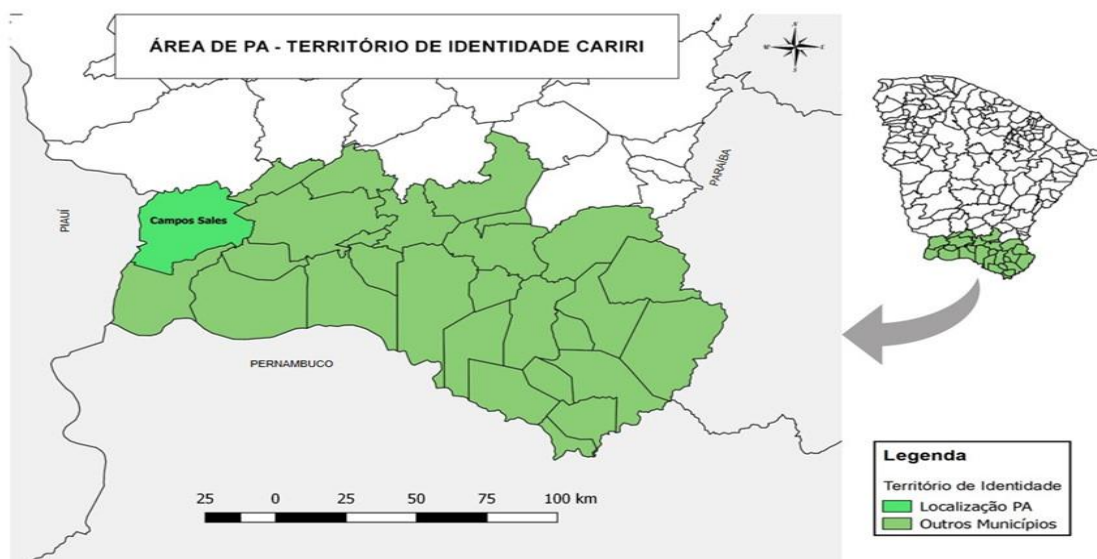 ÁREA DE PA - TERRITÓRIO DE IDENTIDADE CARIRI
N
W E
S
PIAUÍ
Campos Sales
PARAÍBA
PERNAMBUCO
25 0 25 50 75 100 km
Legenda
Território de Identidade
Localização PA
Outros Municípios